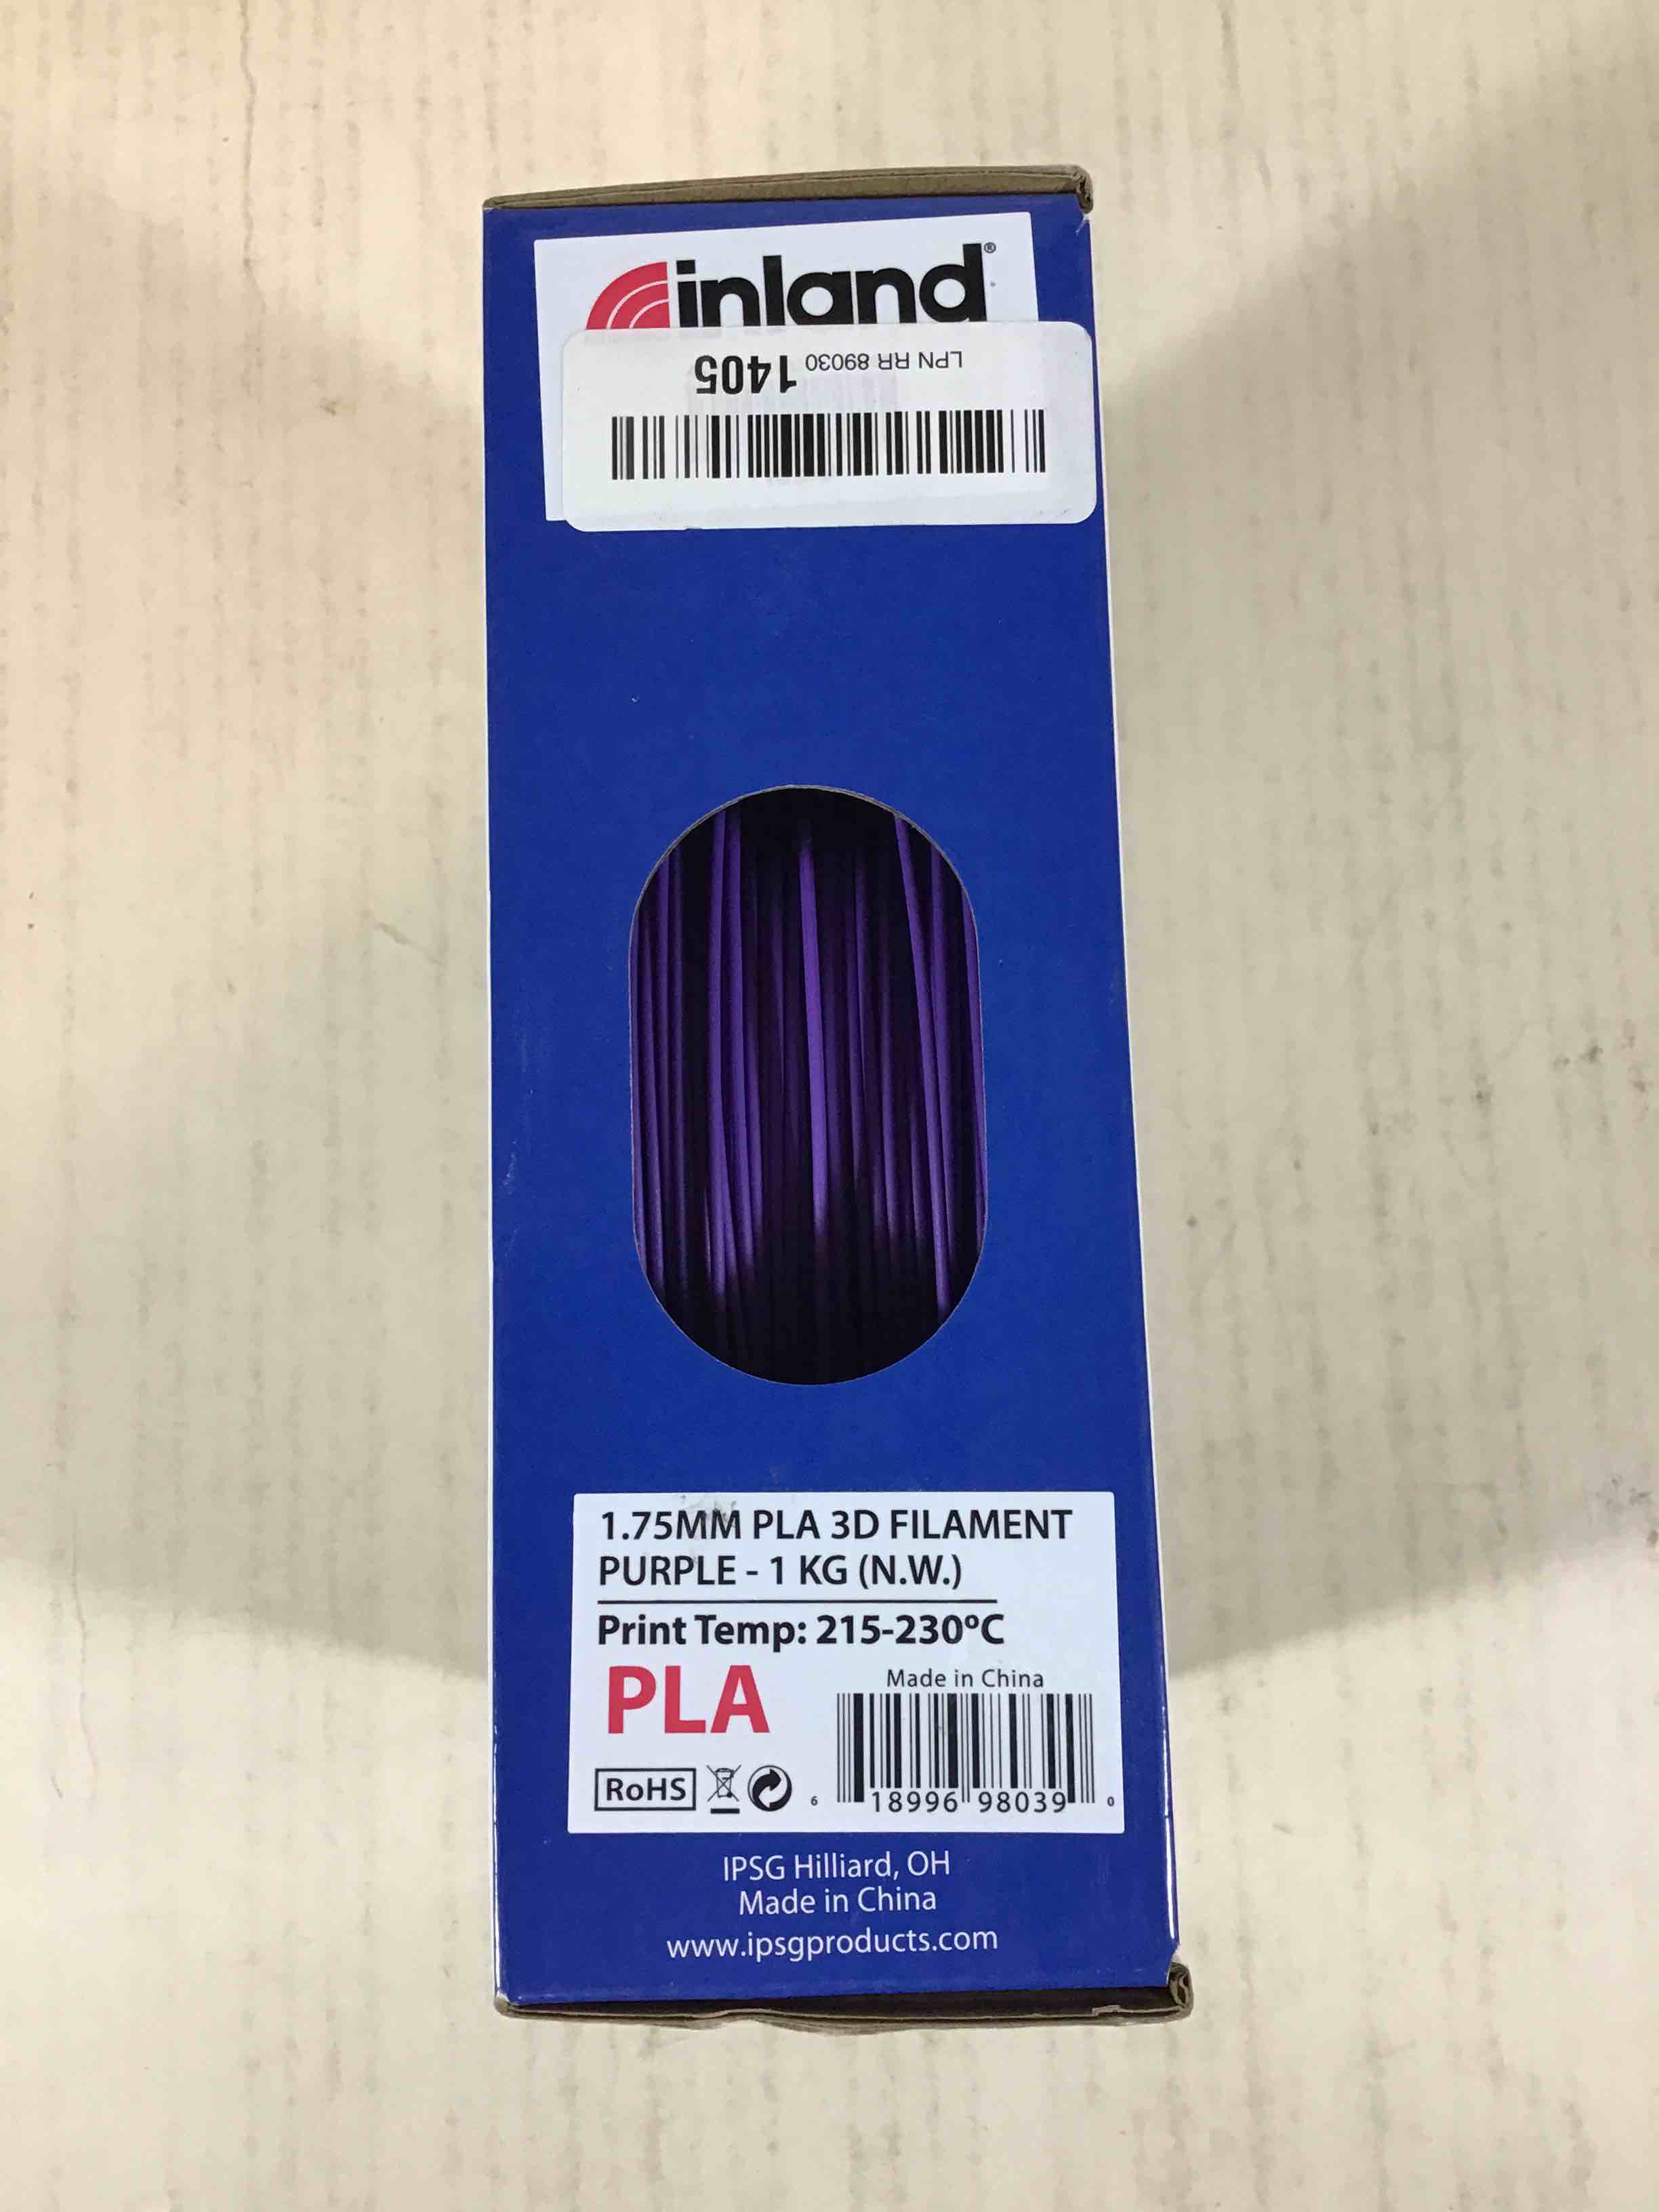 inland®
LPN RR 89030 1405
1.75MM PLA 3D FILAMENT
PURPLE - 1 KG (N.W.)
Print Temp: 215-230ºC
PLA
Made in China
RoHS
6 18996 98039 0
IPSG Hilliard, OH
Made in China
www.ipsgproducts.com